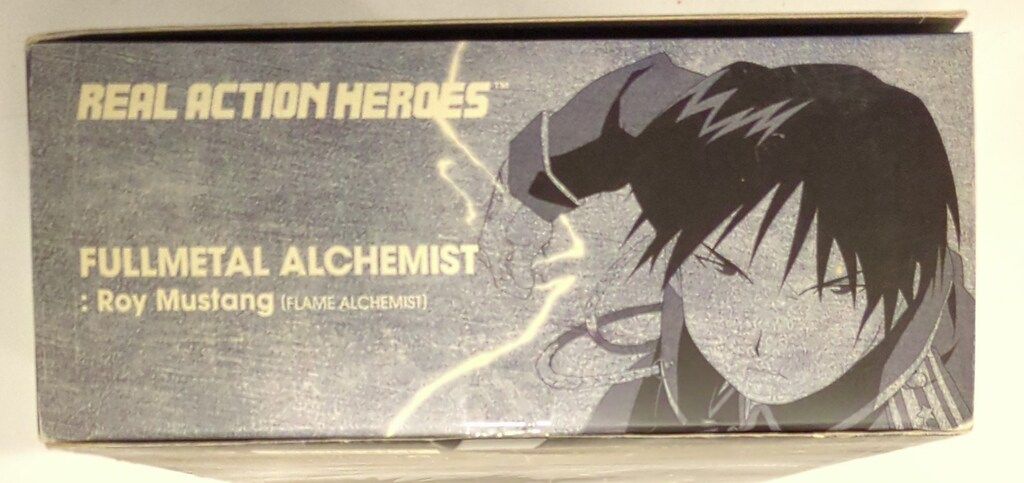 REAL ACTION HEROES™
FULLMETAL ALCHEMIST
: Roy Mustang (FLAME ALCHEMIST)